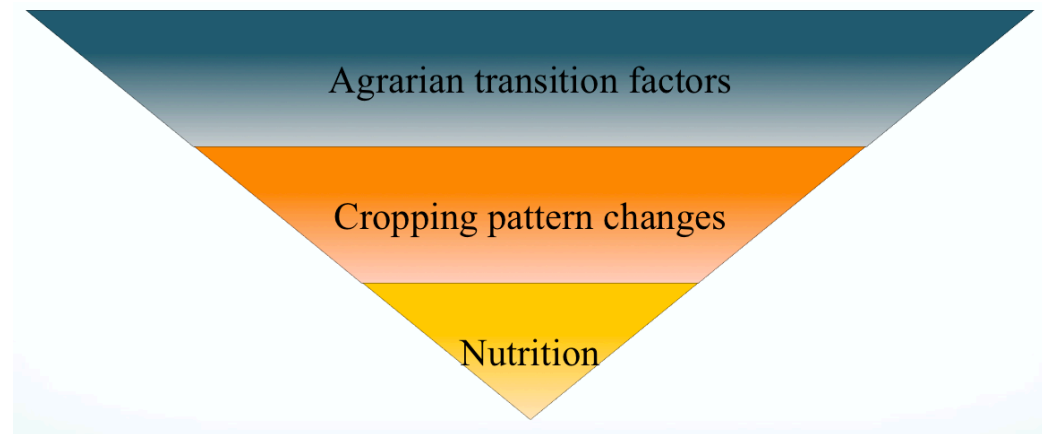 Agrarian transition factors
Cropping pattern changes
Nutrition